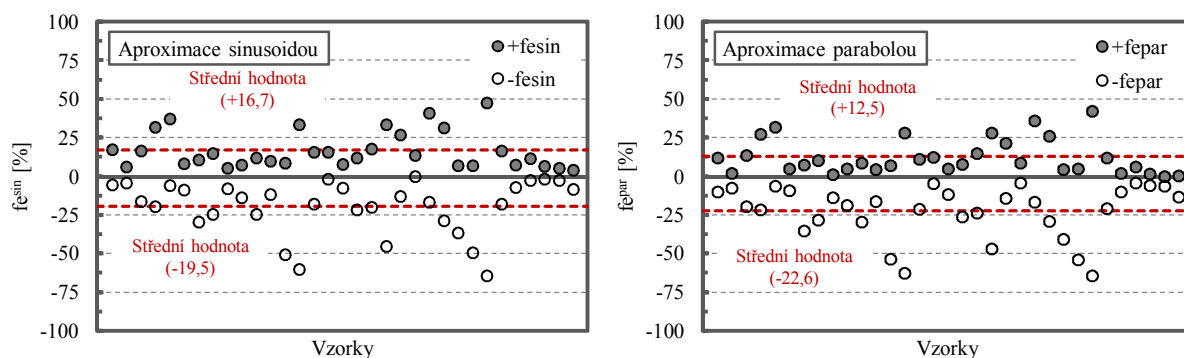 100
75
50
25
0
-25
-50
-75
-100
fe^sin [%]
Aproximace sinusoidou
+fesin
-fesin
Střední hodnota
(+16,7)
Střední hodnota
(-19,5)
Vzorky
100
75
50
25
0
-25
-50
-75
-100
fe^par [%]
Aproximace parabolou
+fepar
-fepar
Střední hodnota
(+12,5)
Střední hodnota
(-22,6)
Vzorky